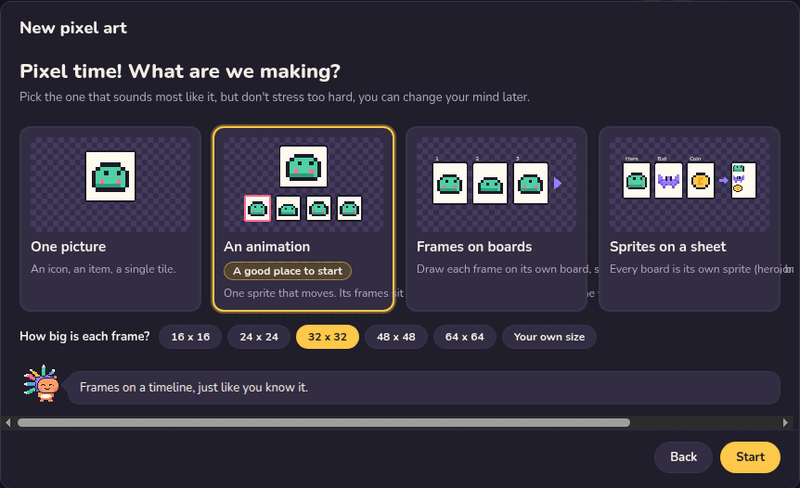 New pixel art
Pixel time! What are we making?
Pick the one that sounds most like it, but don't stress too hard, you can change your mind later.
1 2 3
Hero Bat Coin
One picture
An icon, an item, a single tile.
An animation
A good place to start
One sprite that moves. Its frames sit
Frames on boards
Draw each frame on its own board, s
Sprites on a sheet
Every board is its own sprite (hero,
How big is each frame?
16 x 16
24 x 24
32 x 32
48 x 48
64 x 64
Your own size
Frames on a timeline, just like you know it.
Back
Start